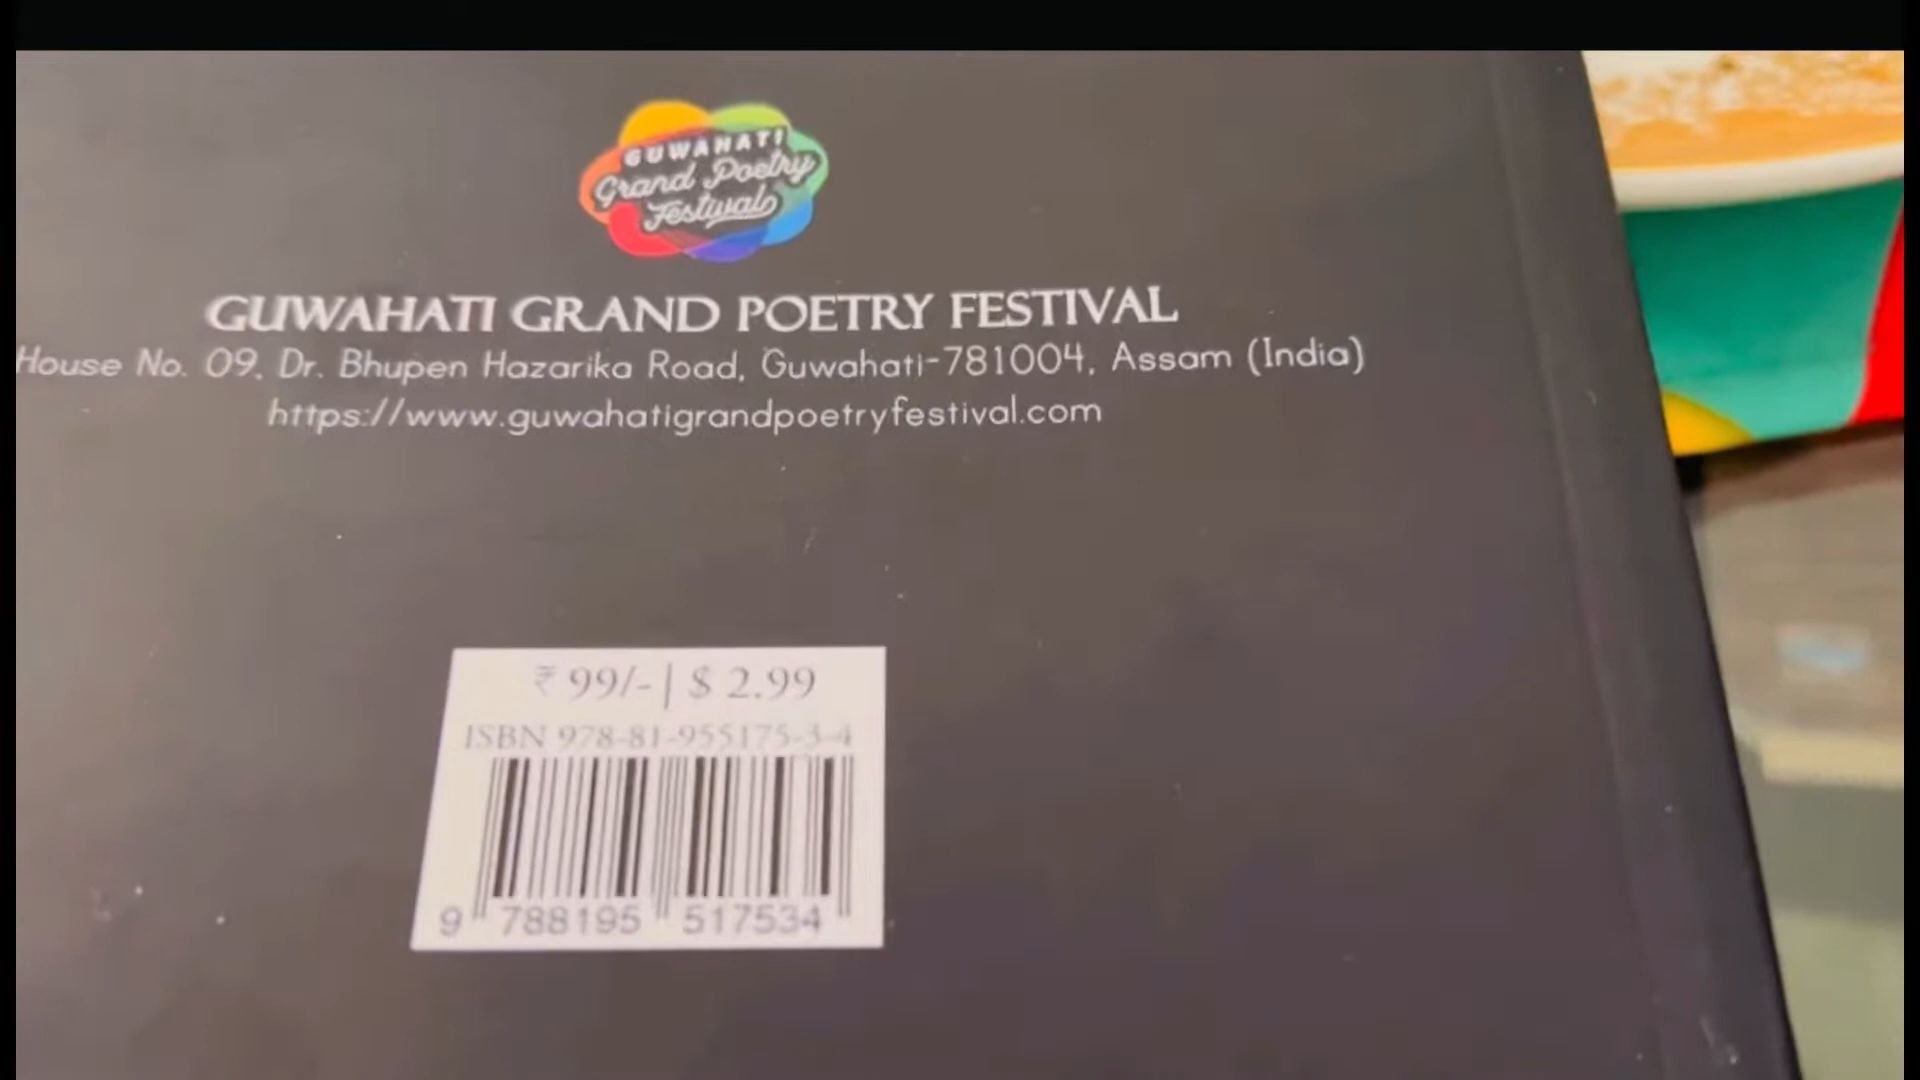 GUWAHATI
Grand Poetry
Festival
GUWAHATI GRAND POETRY FESTIVAL
House No. 09, Dr. Bhupen Hazarika Road, Guwahati-781004, Assam (India)
https://www.guwahatigrandpoetryfestival.com
₹ 99/- | $ 2.99
ISBN 978-81-955175-3-4
9 788195 517534